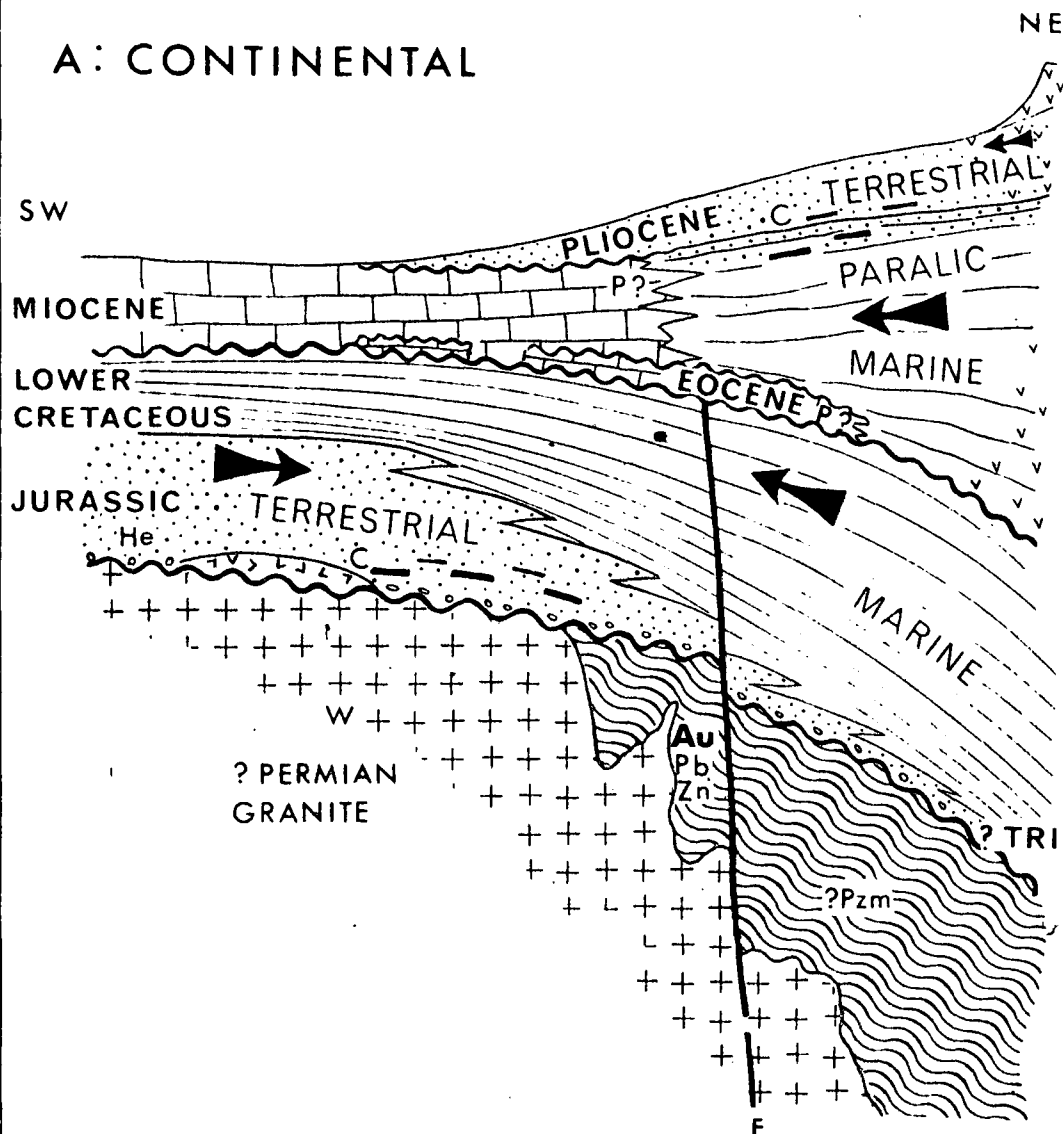 NE
A: CONTINENTAL
SW
TERRESTRIAL
C
PLIOCENE
PARALIC
P?
MIOCENE
MARINE
LOWER
CRETACEOUS
EOCENE P?
JURASSIC
TERRESTRIAL
He
C
MARINE
W
Au
Pb
Zn
? PERMIAN
GRANITE
? TRI
?Pzm
F